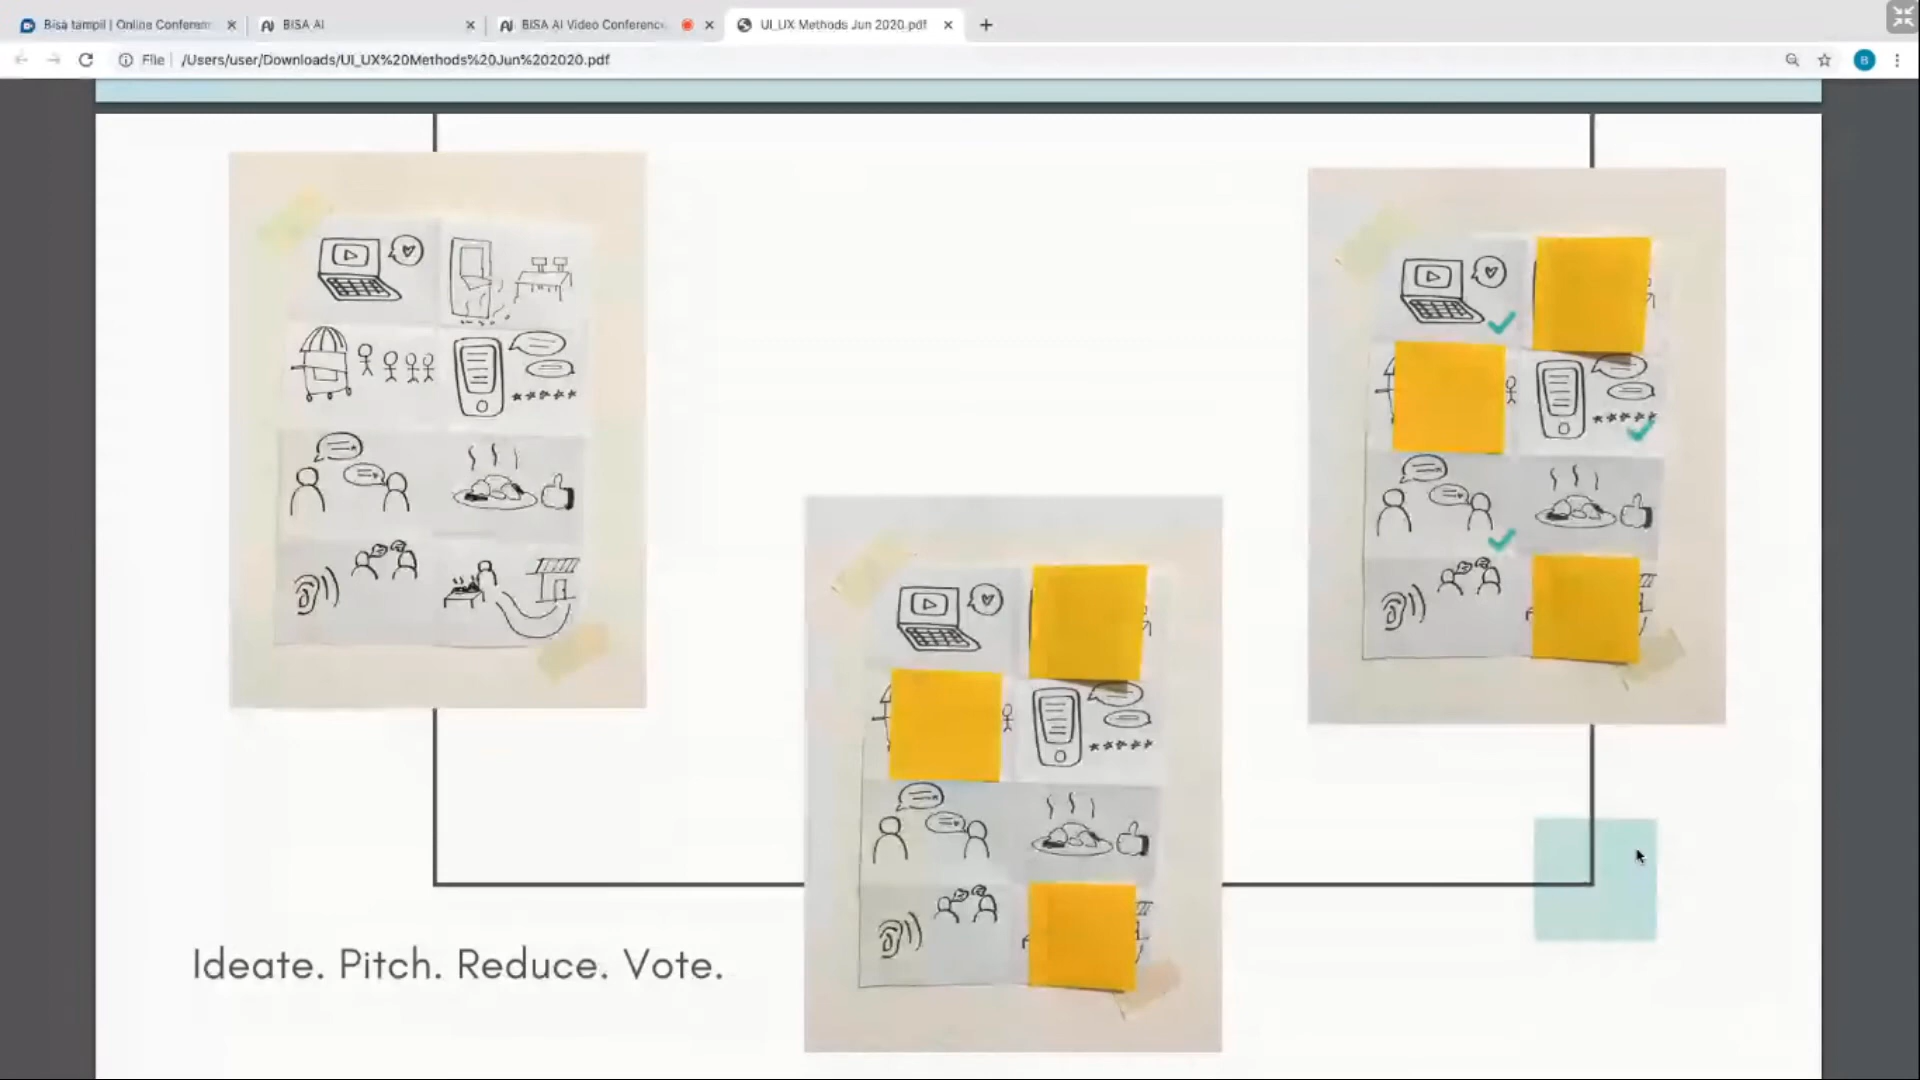 Bisa tampil | Online Conferen
BISA AI
BISA AI Video Conference
UI_UX Methods Jun 2020.pdf
File
/Users/user/Downloads/UI_UX%20Methods%20Jun%202020.pdf
B
Ideate. Pitch. Reduce. Vote.